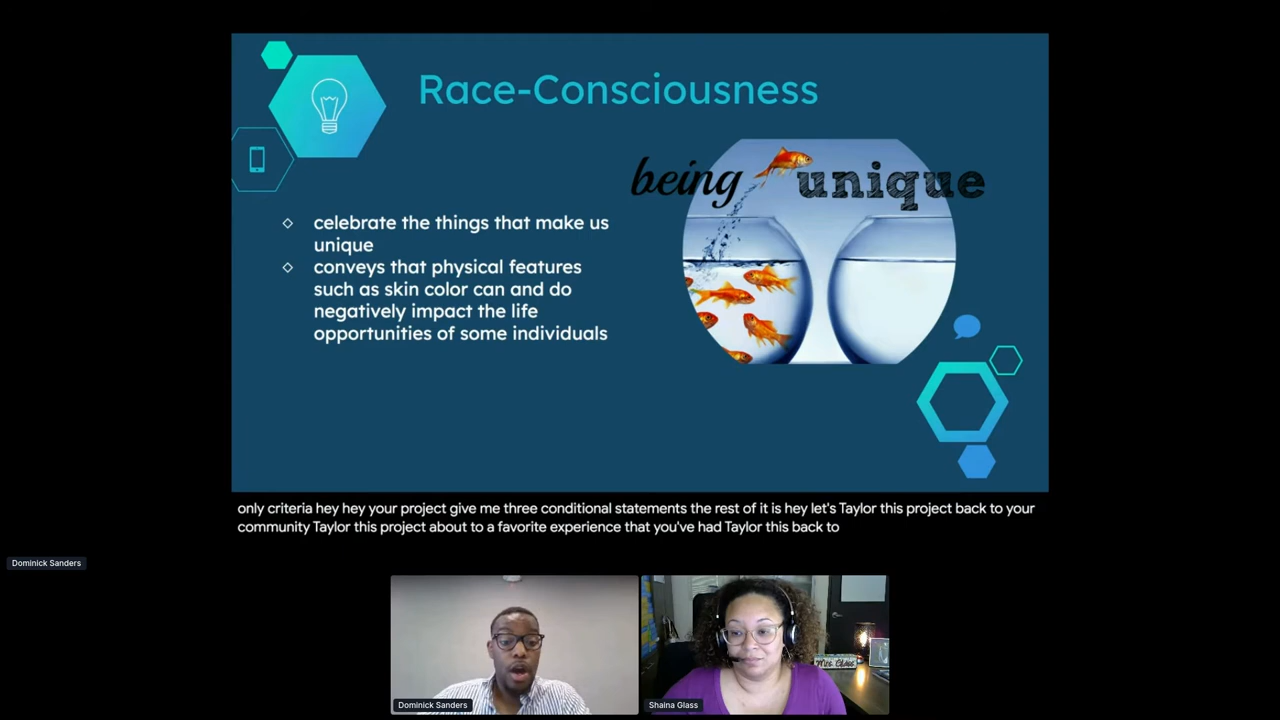 Race-Consciousness
being unique
celebrate the things that make us
unique
conveys that physical features
such as skin color can and do
negatively impact the life
opportunities of some individuals
only criteria hey hey your project give me three conditional statements the rest of it is hey let's Taylor this project back to your
community Taylor this project about to a favorite experience that you've had Taylor this back to
Dominick Sanders
Mrs. Glass
Dominick Sanders
Shaina Glass